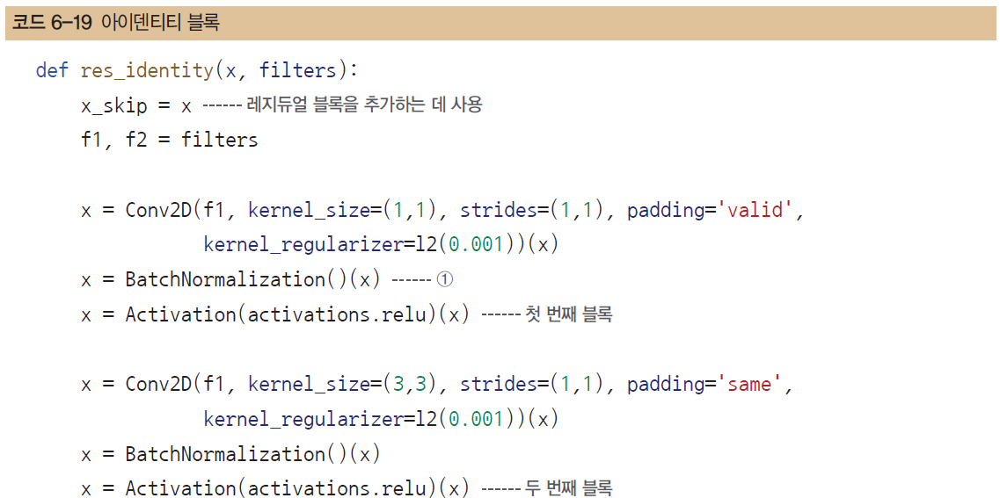 코드 6-19 아이덴티티 블록
def res_identity(x, filters):
x_skip = x ------ 레지듀얼 블록을 추가하는 데 사용
f1, f2 = filters
x = Conv2D(f1, kernel_size=(1,1), strides=(1,1), padding='valid',
kernel_regularizer=l2(0.001))(x)
x = BatchNormalization()(x) ------ ①
x = Activation(activations.relu)(x) ------ 첫 번째 블록
x = Conv2D(f1, kernel_size=(3,3), strides=(1,1), padding='same',
kernel_regularizer=l2(0.001))(x)
x = BatchNormalization()(x)
x = Activation(activations.relu)(x) ------ 두 번째 블록